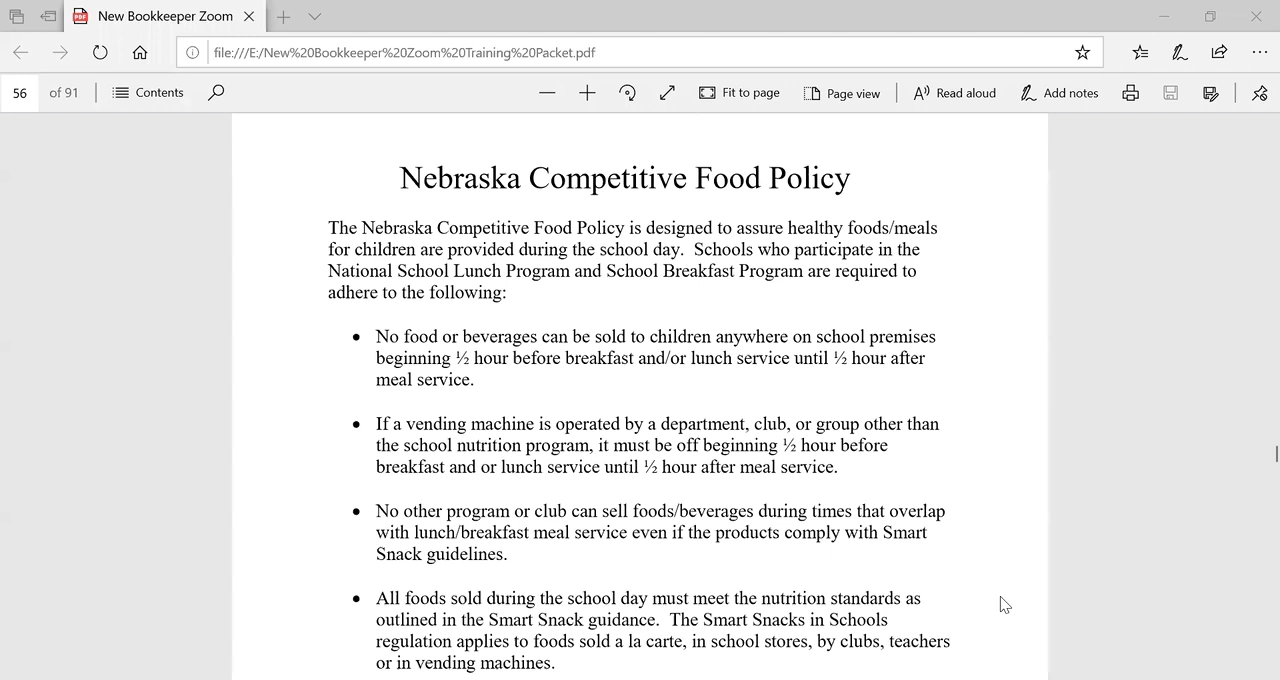 New Bookkeeper Zoom
file:///E:/New%20Bookkeeper%20Zoom%20Training%20Packet.pdf
56 of 91 Contents Fit to page Page view Read aloud Add notes
Nebraska Competitive Food Policy
The Nebraska Competitive Food Policy is designed to assure healthy foods/meals
for children are provided during the school day. Schools who participate in the
National School Lunch Program and School Breakfast Program are required to
adhere to the following:
• No food or beverages can be sold to children anywhere on school premises
beginning ½ hour before breakfast and/or lunch service until ½ hour after
meal service.
• If a vending machine is operated by a department, club, or group other than
the school nutrition program, it must be off beginning ½ hour before
breakfast and or lunch service until ½ hour after meal service.
• No other program or club can sell foods/beverages during times that overlap
with lunch/breakfast meal service even if the products comply with Smart
Snack guidelines.
• All foods sold during the school day must meet the nutrition standards as
outlined in the Smart Snack guidance. The Smart Snacks in Schools
regulation applies to foods sold a la carte, in school stores, by clubs, teachers
or in vending machines.